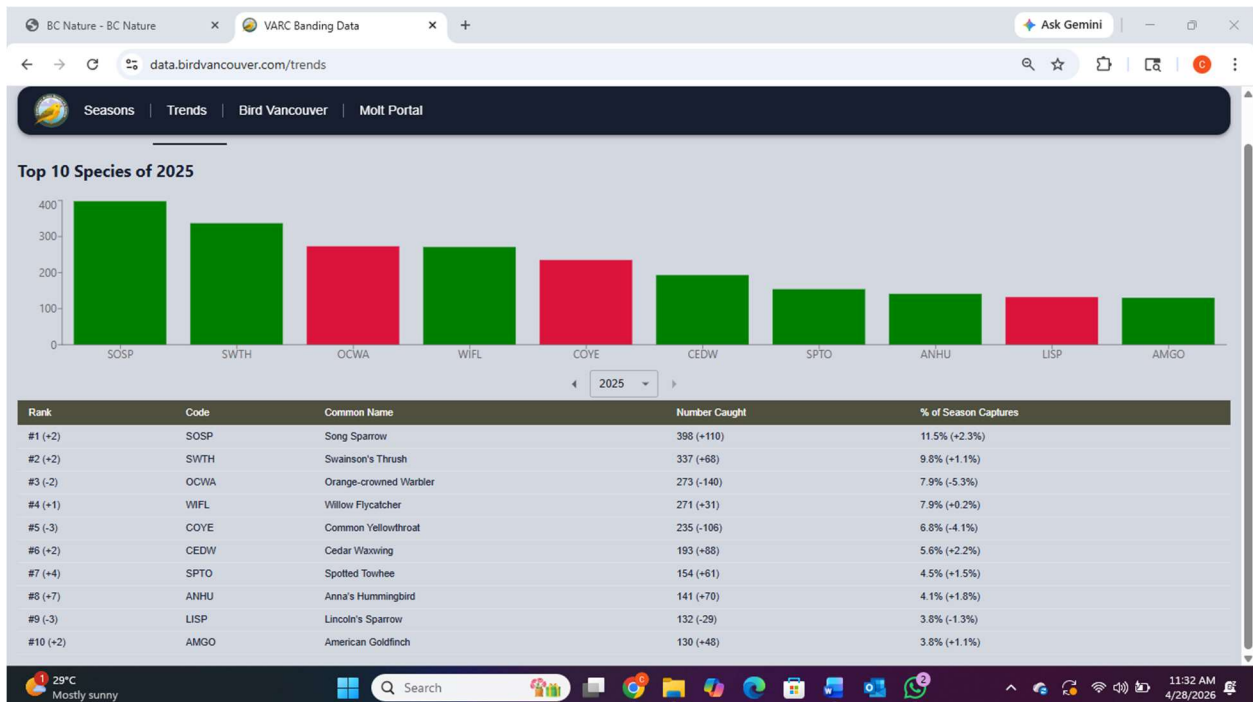 BC Nature - BC Nature
VARC Banding Data
Ask Gemini
data.birdvancouver.com/trends
C
Seasons | Trends | Bird Vancouver | Molt Portal
Top 10 Species of 2025
400
300
200
100
0
SOSP SWTH OCWA WIFL COYE CEDW SPTO ANHU LISP AMGO
2025
Rank Code Common Name Number Caught % of Season Captures
#1 (+2) SOSP Song Sparrow 398 (+110) 11.5% (+2.3%)
#2 (+2) SWTH Swainson's Thrush 337 (+68) 9.8% (+1.1%)
#3 (-2) OCWA Orange-crowned Warbler 273 (-140) 7.9% (-5.3%)
#4 (+1) WIFL Willow Flycatcher 271 (+31) 7.9% (+0.2%)
#5 (-3) COYE Common Yellowthroat 235 (-106) 6.8% (-4.1%)
#6 (+2) CEDW Cedar Waxwing 193 (+88) 5.6% (+2.2%)
#7 (+4) SPTO Spotted Towhee 154 (+61) 4.5% (+1.5%)
#8 (+7) ANHU Anna's Hummingbird 141 (+70) 4.1% (+1.8%)
#9 (-3) LISP Lincoln's Sparrow 132 (-29) 3.8% (-1.3%)
#10 (+2) AMGO American Goldfinch 130 (+48) 3.8% (+1.1%)
1
29°C
Mostly sunny
Search
2
11:32 AM
4/28/2026